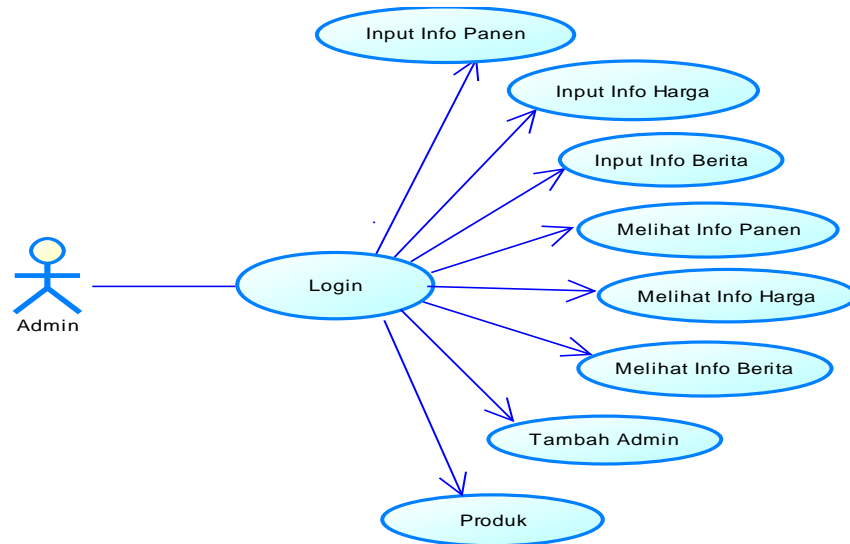 Input Info Panen
Input Info Harga
Input Info Berita
Melihat Info Panen
Login
Melihat Info Harga
Admin
Melihat Info Berita
Tambah Admin
Produk